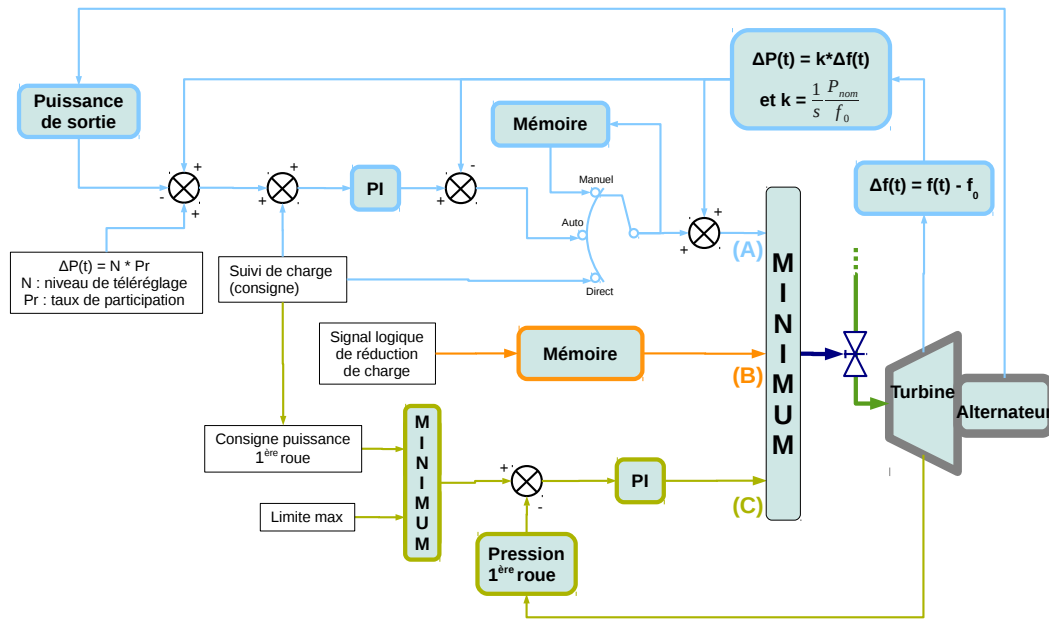 ΔP(t) = k*Δf(t)
et k = 1/s P_nom/f_0
Puissance
de sortie
Mémoire
+
-
+
+
+
PI
-
+
Manuel
Auto
Direct
+
+
Δf(t) = f(t) - f_0
(A)
ΔP(t) = N * Pr
N : niveau de téléréglage
Pr : taux de participation
Suivi de charge
(consigne)
Signal logique
de réduction
de charge
Mémoire
(B)
M
I
N
I
M
U
M
Turbine
Alternateur
Consigne puissance
1ère roue
Limite max
M
I
N
I
M
U
M
+
-
PI
(C)
Pression
1ère roue